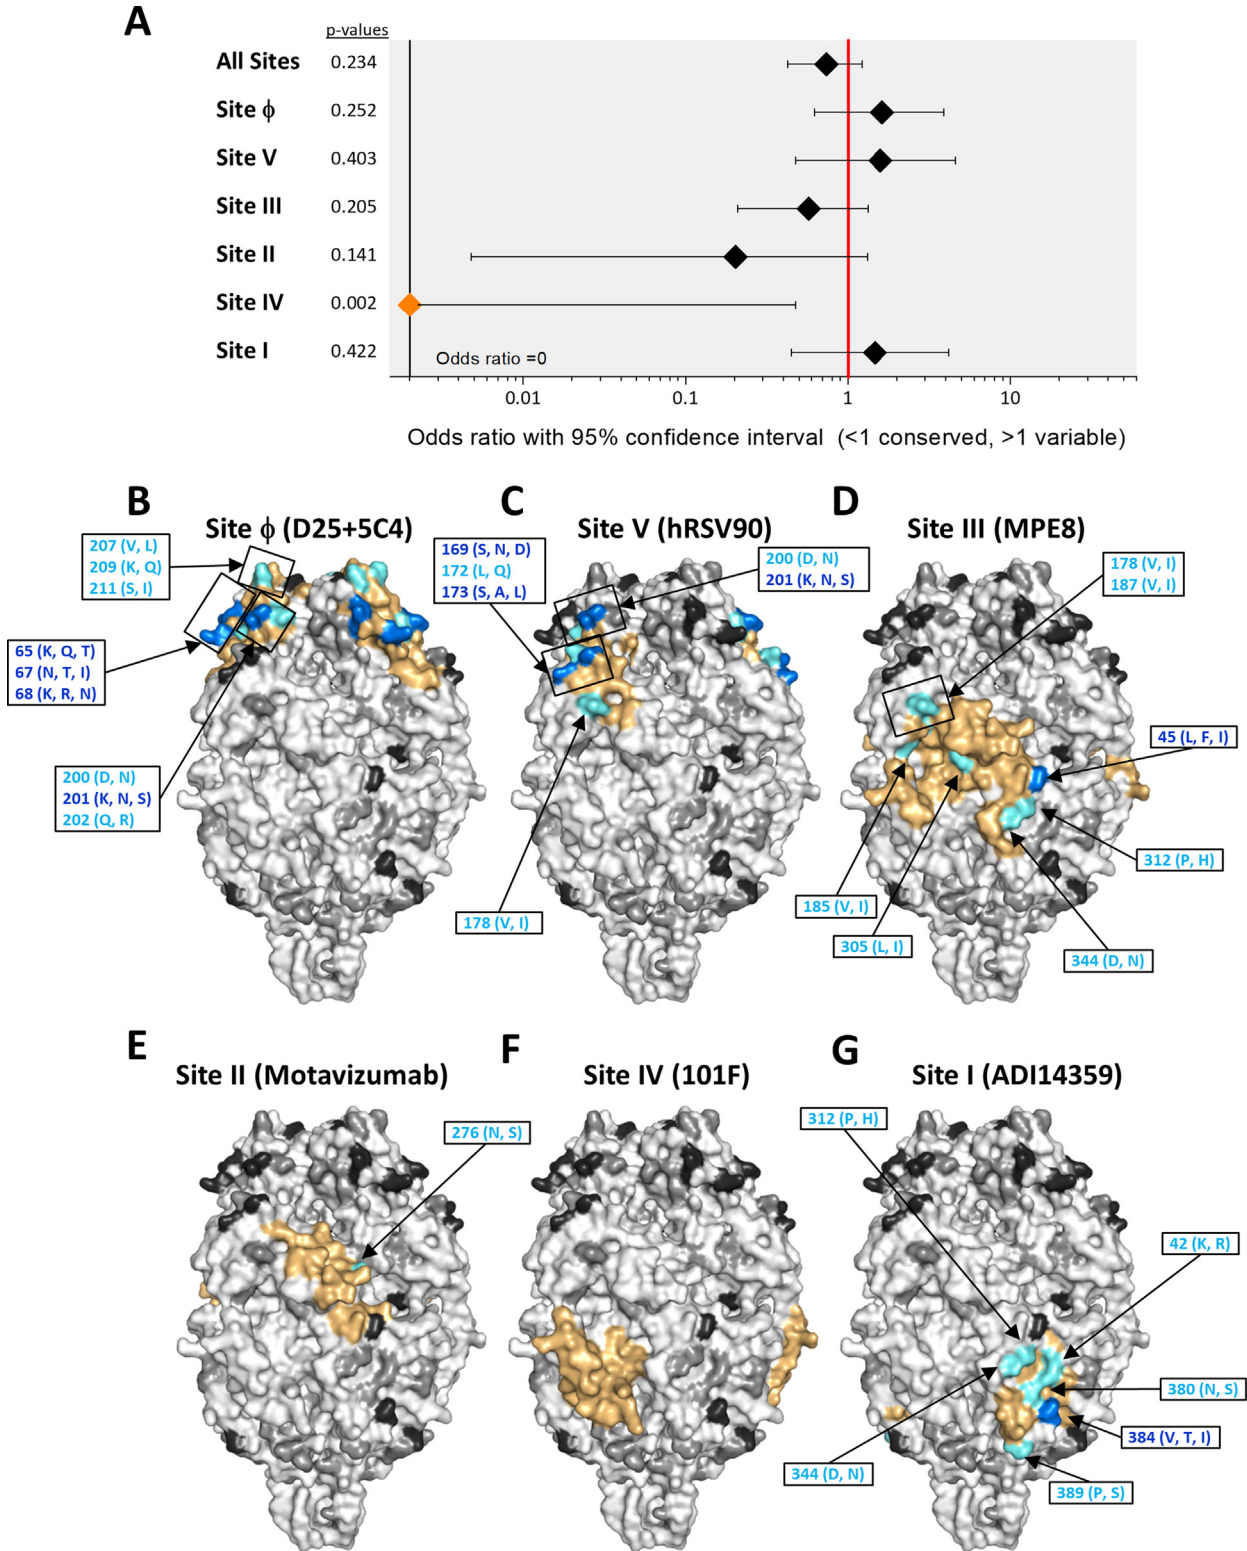 A
p-values
All Sites 0.234
Site ϕ 0.252
Site V 0.403
Site III 0.205
Site II 0.141
Site IV 0.002
Site I 0.422
Odds ratio =0
0.01 0.1 1 10
Odds ratio with 95% confidence interval (<1 conserved, >1 variable)
B
Site ϕ (D25+5C4)
207 (V, L)
209 (K, Q)
211 (S, I)
65 (K, Q, T)
67 (N, T, I)
68 (K, R, N)
200 (D, N)
201 (K, N, S)
202 (Q, R)
C
Site V (hRSV90)
169 (S, N, D)
172 (L, Q)
173 (S, A, L)
200 (D, N)
201 (K, N, S)
178 (V, I)
D
Site III (MPE8)
178 (V, I)
187 (V, I)
45 (L, F, I)
312 (P, H)
185 (V, I)
305 (L, I)
344 (D, N)
E
Site II (Motavizumab)
276 (N, S)
F
Site IV (101F)
G
Site I (ADI14359)
312 (P, H)
42 (K, R)
380 (N, S)
384 (V, T, I)
344 (D, N)
389 (P, S)